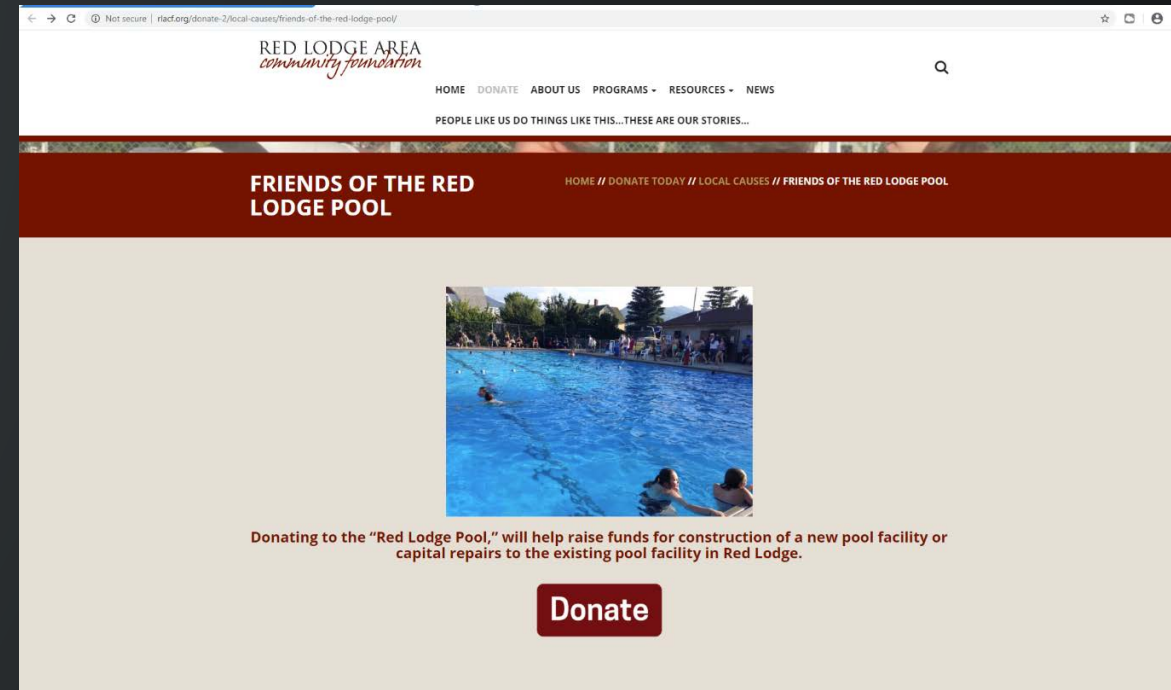 Not secure | rlacf.org/donate-2/local-causes/friends-of-the-red-lodge-pool/
RED LODGE AREA
community foundation
HOME DONATE ABOUT US PROGRAMS RESOURCES NEWS
PEOPLE LIKE US DO THINGS LIKE THIS...THESE ARE OUR STORIES...
FRIENDS OF THE RED
LODGE POOL
HOME // DONATE TODAY // LOCAL CAUSES // FRIENDS OF THE RED LODGE POOL
Donating to the “Red Lodge Pool,” will help raise funds for construction of a new pool facility or
capital repairs to the existing pool facility in Red Lodge.
Donate